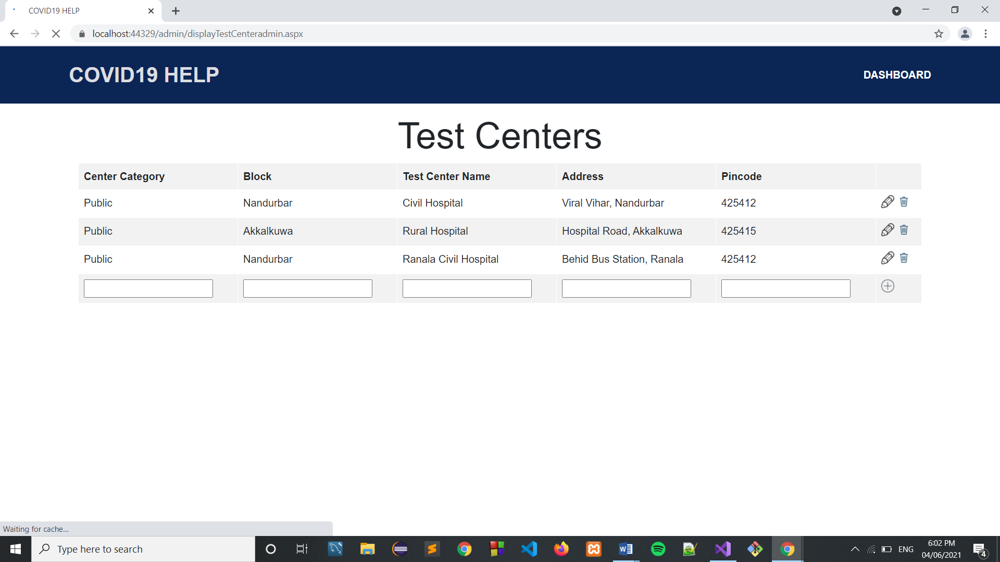 COVID19 HELP
localhost:44329/admin/displayTestCenteradmin.aspx
COVID19 HELP
DASHBOARD
Test Centers
Center Category Block Test Center Name Address Pincode
Public Nandurbar Civil Hospital Viral Vihar, Nandurbar 425412
Public Akkalkuwa Rural Hospital Hospital Road, Akkalkuwa 425415
Public Nandurbar Ranala Civil Hospital Behid Bus Station, Ranala 425412
Waiting for cache...
Type here to search
ENG
6:02 PM
04/06/2021
4